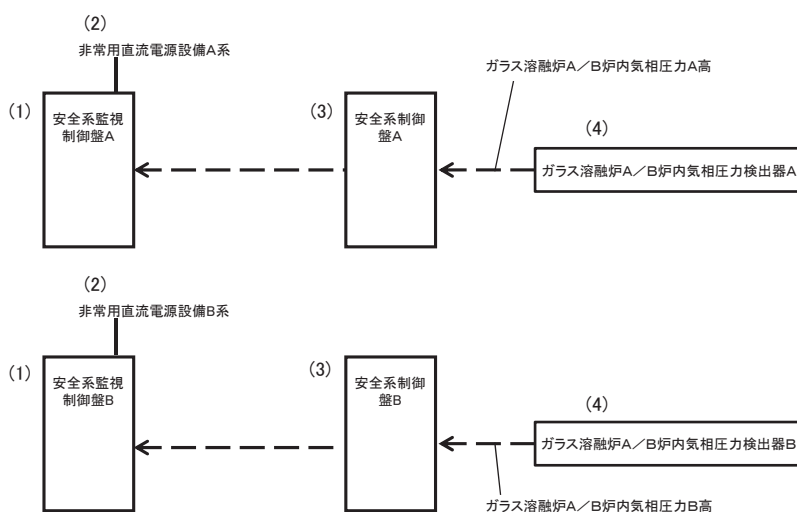 (2)
非常用直流電源設備A系
ガラス溶融炉A/B炉内気相圧力A高
(1)
安全系監視
制御盤A
(3)
安全系制御
盤A
(4)
ガラス溶融炉A/B炉内気相圧力検出器A
(2)
非常用直流電源設備B系
(1)
安全系監視
制御盤B
(3)
安全系制御
盤B
(4)
ガラス溶融炉A/B炉内気相圧力検出器B
ガラス溶融炉A/B炉内気相圧力B高